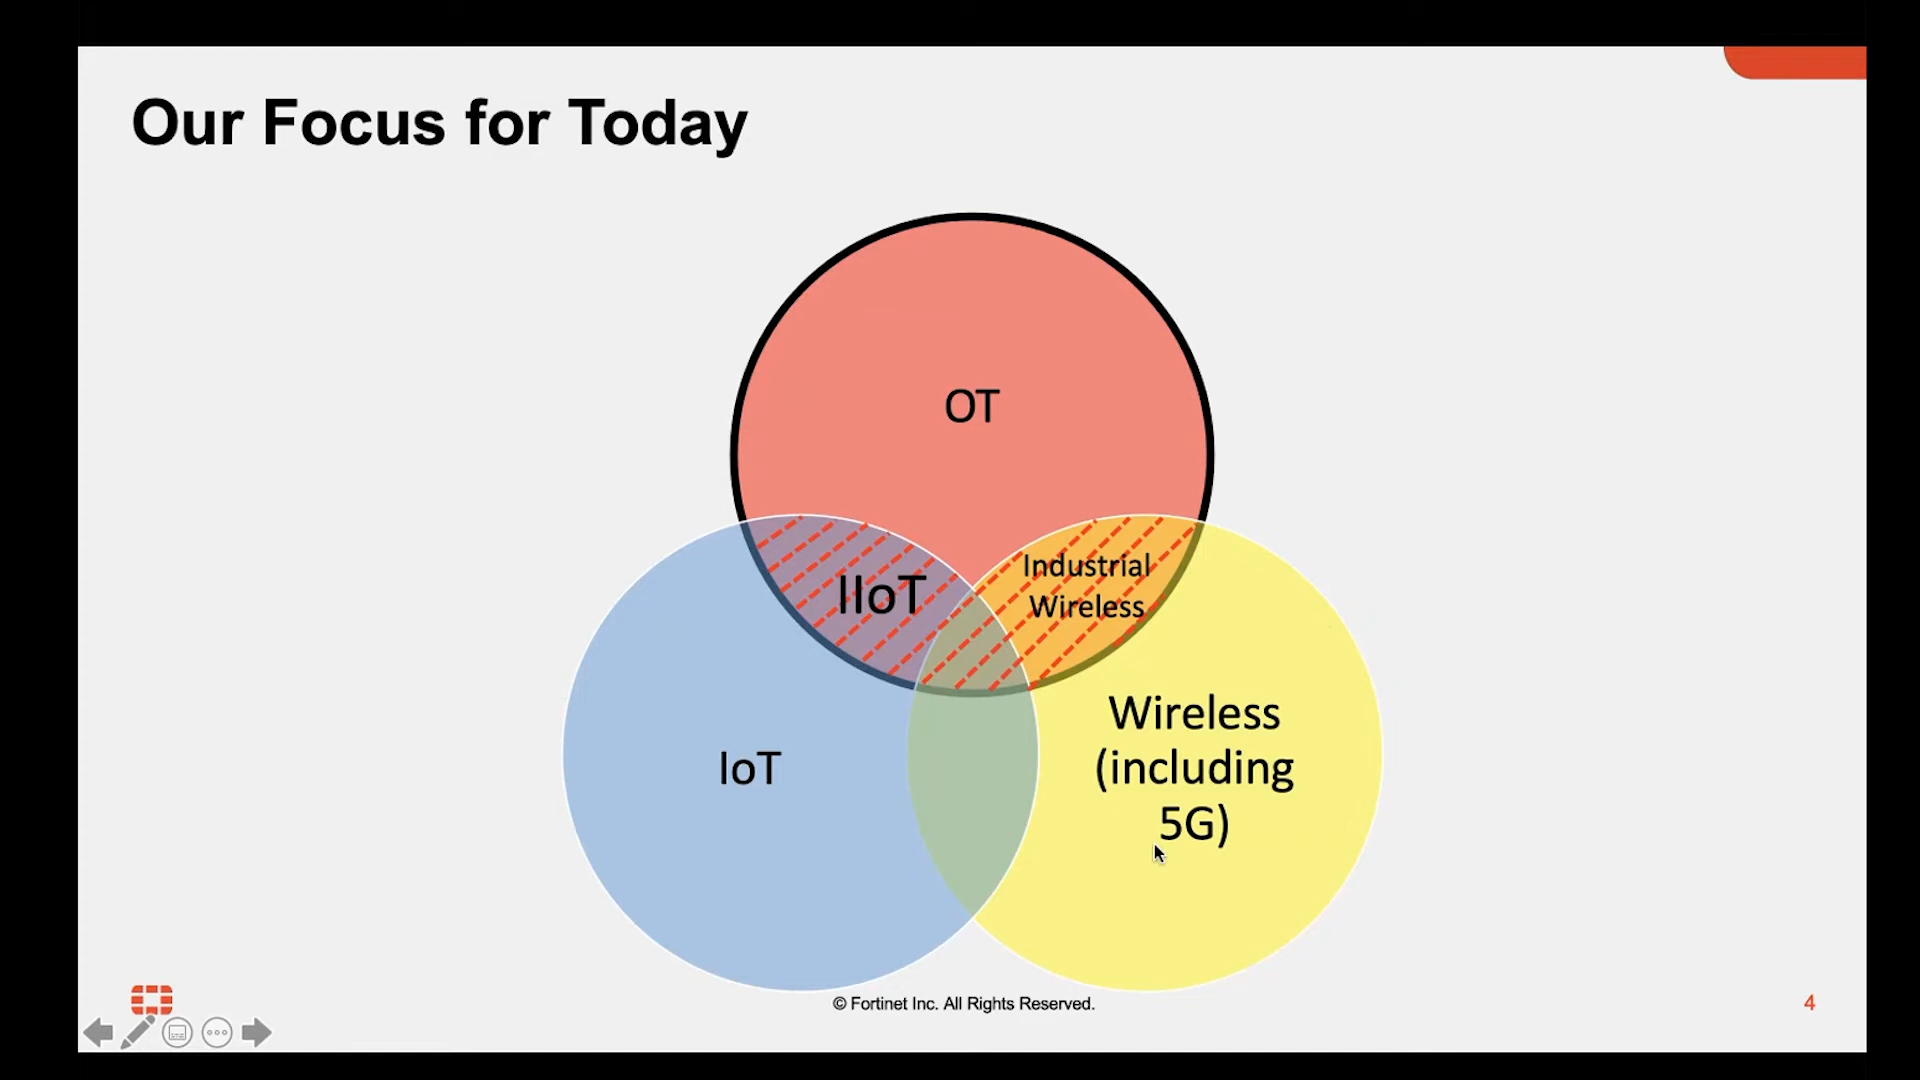 Our Focus for Today
OT
IIoT
Industrial
Wireless
IoT
Wireless
(including
5G)
© Fortinet Inc. All Rights Reserved.
4